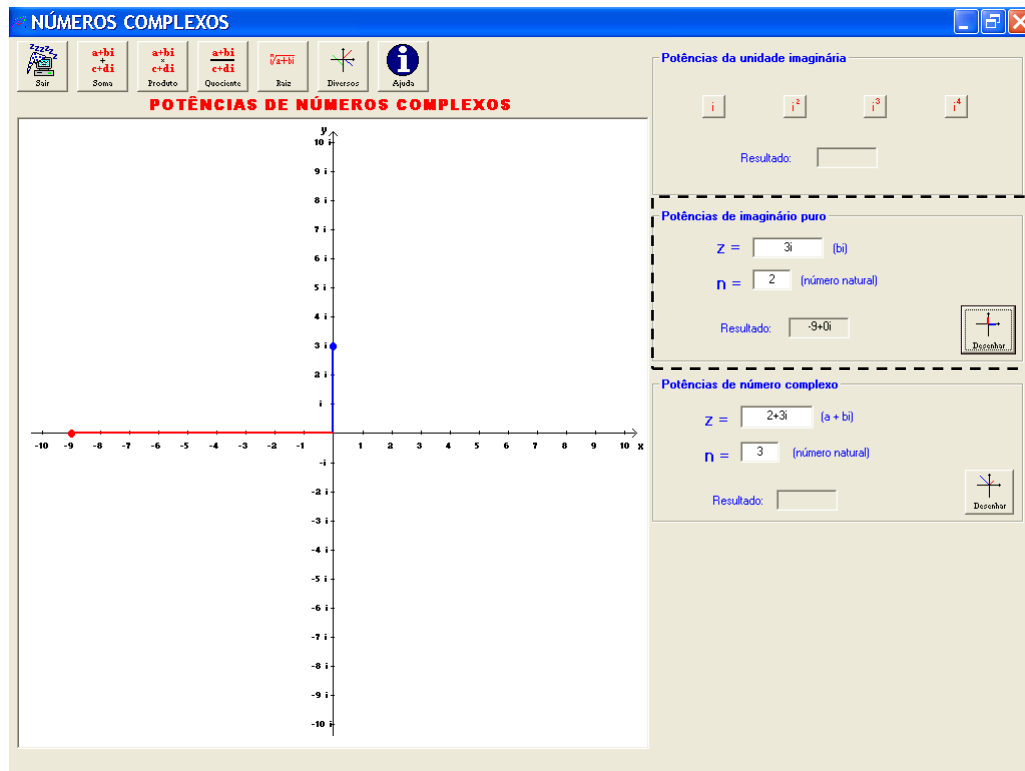 NÚMEROS COMPLEXOS
Sair
a+bi
+
c+di
Soma
a+bi
×
c+di
Produto
a+bi
c+di
Quociente
ⁿ√a+bi
Raiz
Diversos
Ajuda
POTÊNCIAS DE NÚMEROS COMPLEXOS
y
10 i
9 i
8 i
7 i
6 i
5 i
4 i
3 i
2 i
i
-10 -9 -8 -7 -6 -5 -4 -3 -2 -1 1 2 3 4 5 6 7 8 9 10 x
-i
-2 i
-3 i
-4 i
-5 i
-6 i
-7 i
-8 i
-9 i
-10 i
Potências da unidade imaginária
i i² i³ i⁴
Resultado:
Potências de imaginário puro
z = 3i (bi)
n = 2 (número natural)
Resultado: -9+0i
Desenhar
Potências de número complexo
z = 2+3i (a + bi)
n = 3 (número natural)
Resultado:
Desenhar